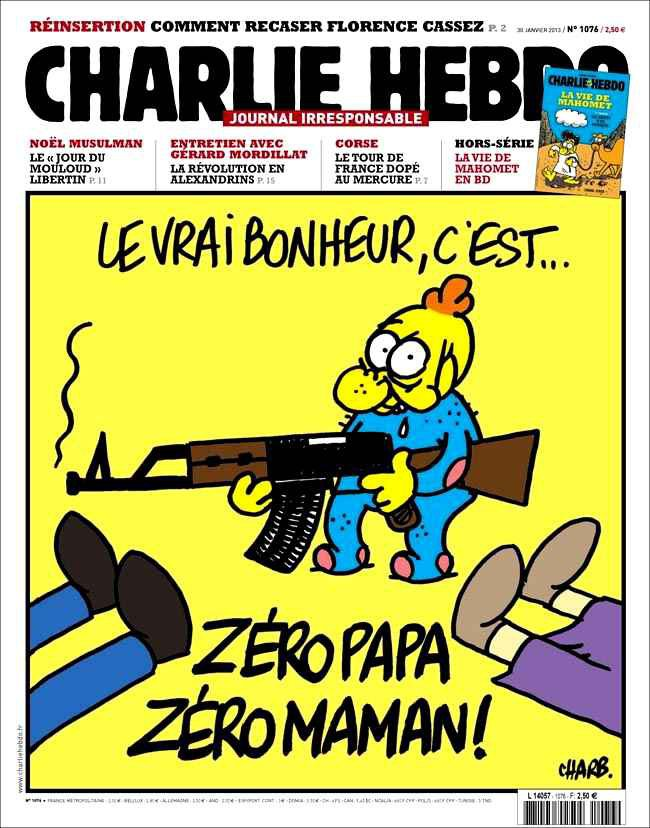 RÉINSERTION COMMENT RECASER FLORENCE CASSEZ P. 2
30 JANVIER 2013 / N° 1076 / 2,50 €
CHARLIE HEBDO
JOURNAL IRRESPONSABLE
CHARLIE HEBDO
LA VIE DE
MAHOMET
NOËL MUSULMAN
LE « JOUR DU
MOULOUD »
LIBERTIN P. 11
ENTRETIEN AVEC
GÉRARD MORDILLAT
LA RÉVOLUTION EN
ALEXANDRINS P. 15
CORSE
LE TOUR DE
FRANCE DOPÉ
AU MERCURE P. 7
HORS-SÉRIE
LA VIE DE
MAHOMET
EN BD
LE VRAI BONHEUR, C'EST...
ZÉRO PAPA
ZÉRO MAMAN!
CHARB.
www.charliehebdo.fr
L 14057 - 1076 - F: 2,50 €